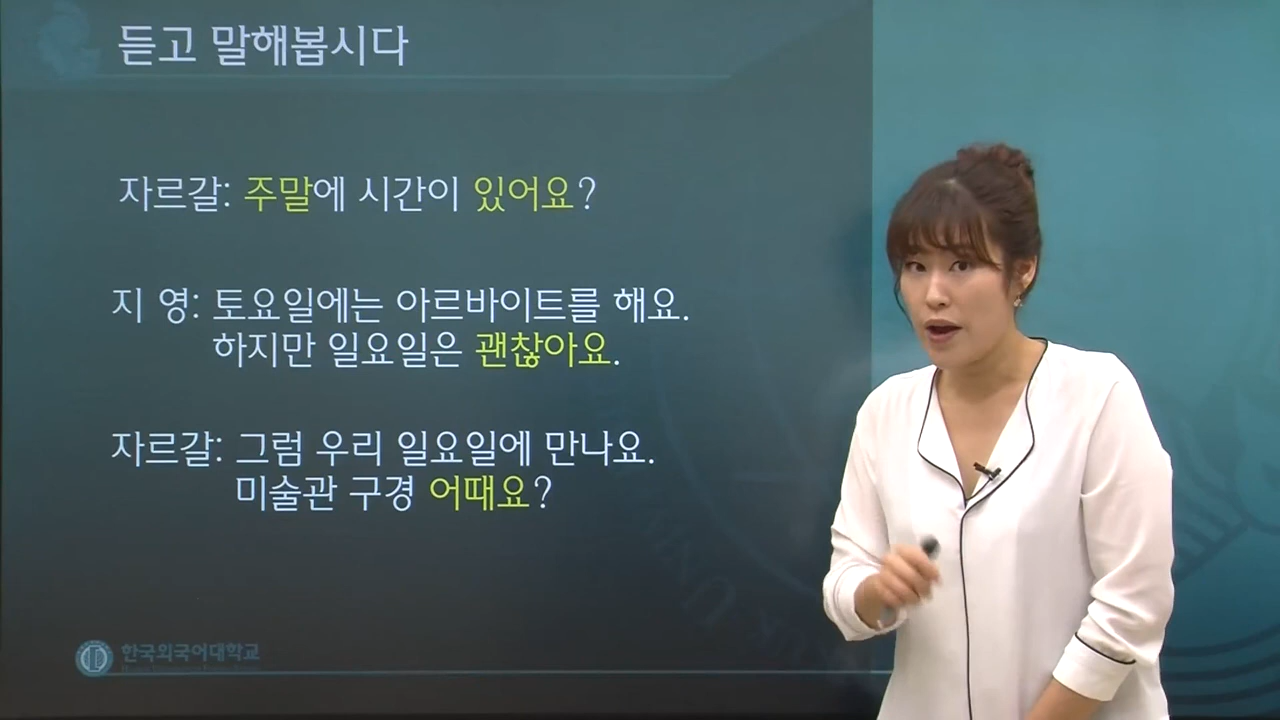 듣고 말해봅시다
자르갈: 주말에 시간이 있어요?
지 영: 토요일에는 아르바이트를 해요.
하지만 일요일은 괜찮아요.
자르갈: 그럼 우리 일요일에 만나요.
미술관 구경 어때요?
한국외국어대학교